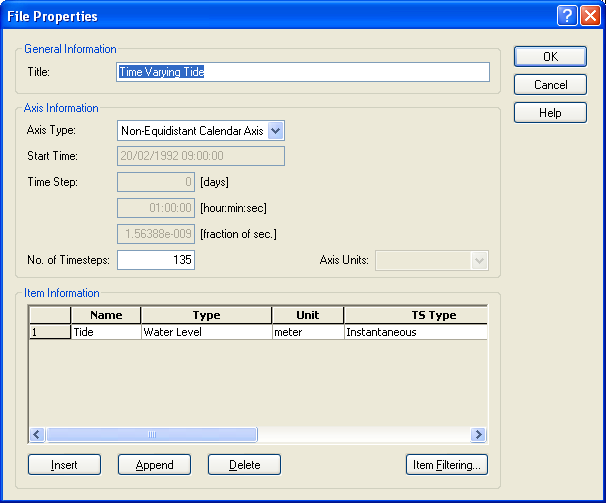 File Properties
General Information
Title: Time Varying Tide
OK
Cancel
Help
Axis Information
Axis Type: Non-Equidistant Calendar Axis
Start Time: 20/02/1992 09:00:00
Time Step: 0 [days]
01:00:00 [hour:min:sec]
1.56388e-009 [fraction of sec.]
No. of Timesteps: 135 Axis Units:
Item Information
Name Type Unit TS Type
1 Tide Water Level meter Instantaneous
Insert Append Delete Item Filtering...